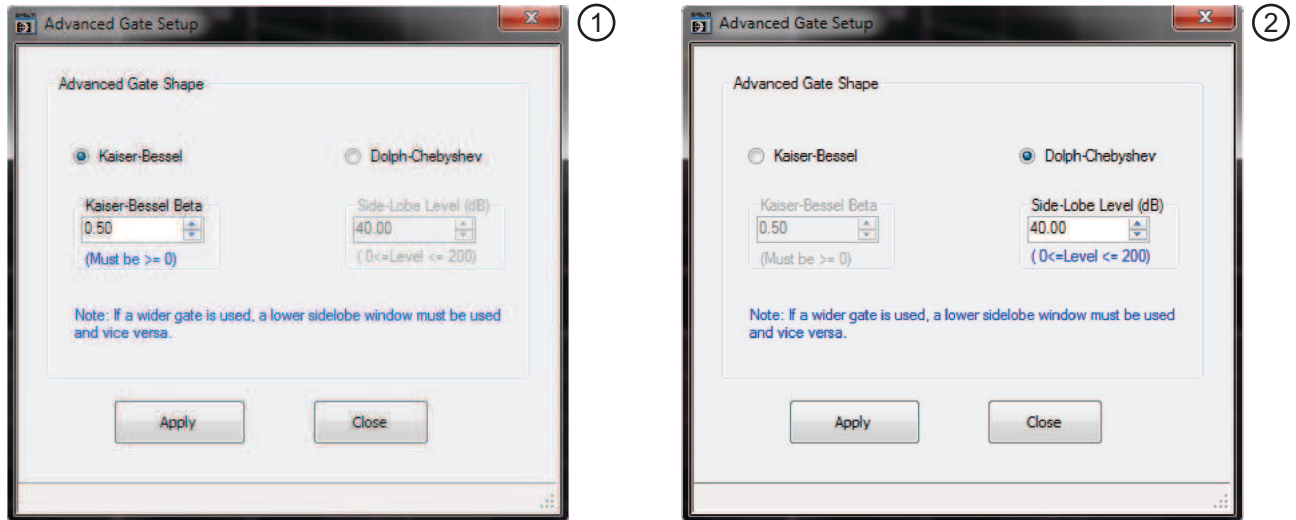 Advanced Gate Setup
x
1
Advanced Gate Shape
Kaiser-Bessel
Dolph-Chebyshev
Kaiser-Bessel Beta
Side-Lobe Level (dB)
0.50
40.00
(Must be >= 0)
( 0<=Level <= 200)
Note: If a wider gate is used, a lower sidelobe window must be used
and vice versa.
Apply
Close
Advanced Gate Setup
x
2
Advanced Gate Shape
Kaiser-Bessel
Dolph-Chebyshev
Kaiser-Bessel Beta
Side-Lobe Level (dB)
0.50
40.00
(Must be >= 0)
( 0<=Level <= 200)
Note: If a wider gate is used, a lower sidelobe window must be used
and vice versa.
Apply
Close